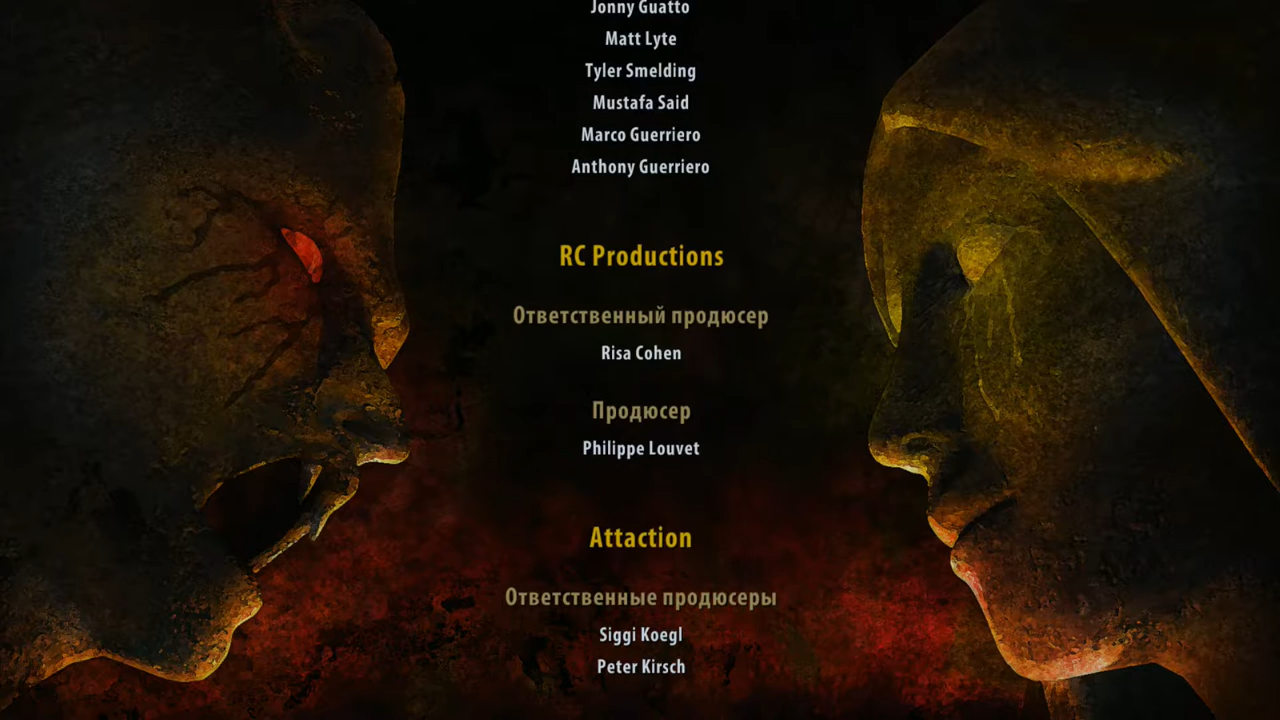 Jonny Guatto
Matt Lyte
Tyler Smelding
Mustafa Said
Marco Guerriero
Anthony Guerriero
RC Productions
Ответственный продюсер
Risa Cohen
Продюсер
Philippe Louvet
Attaction
Ответственные продюсеры
Siggi Koegl
Peter Kirsch